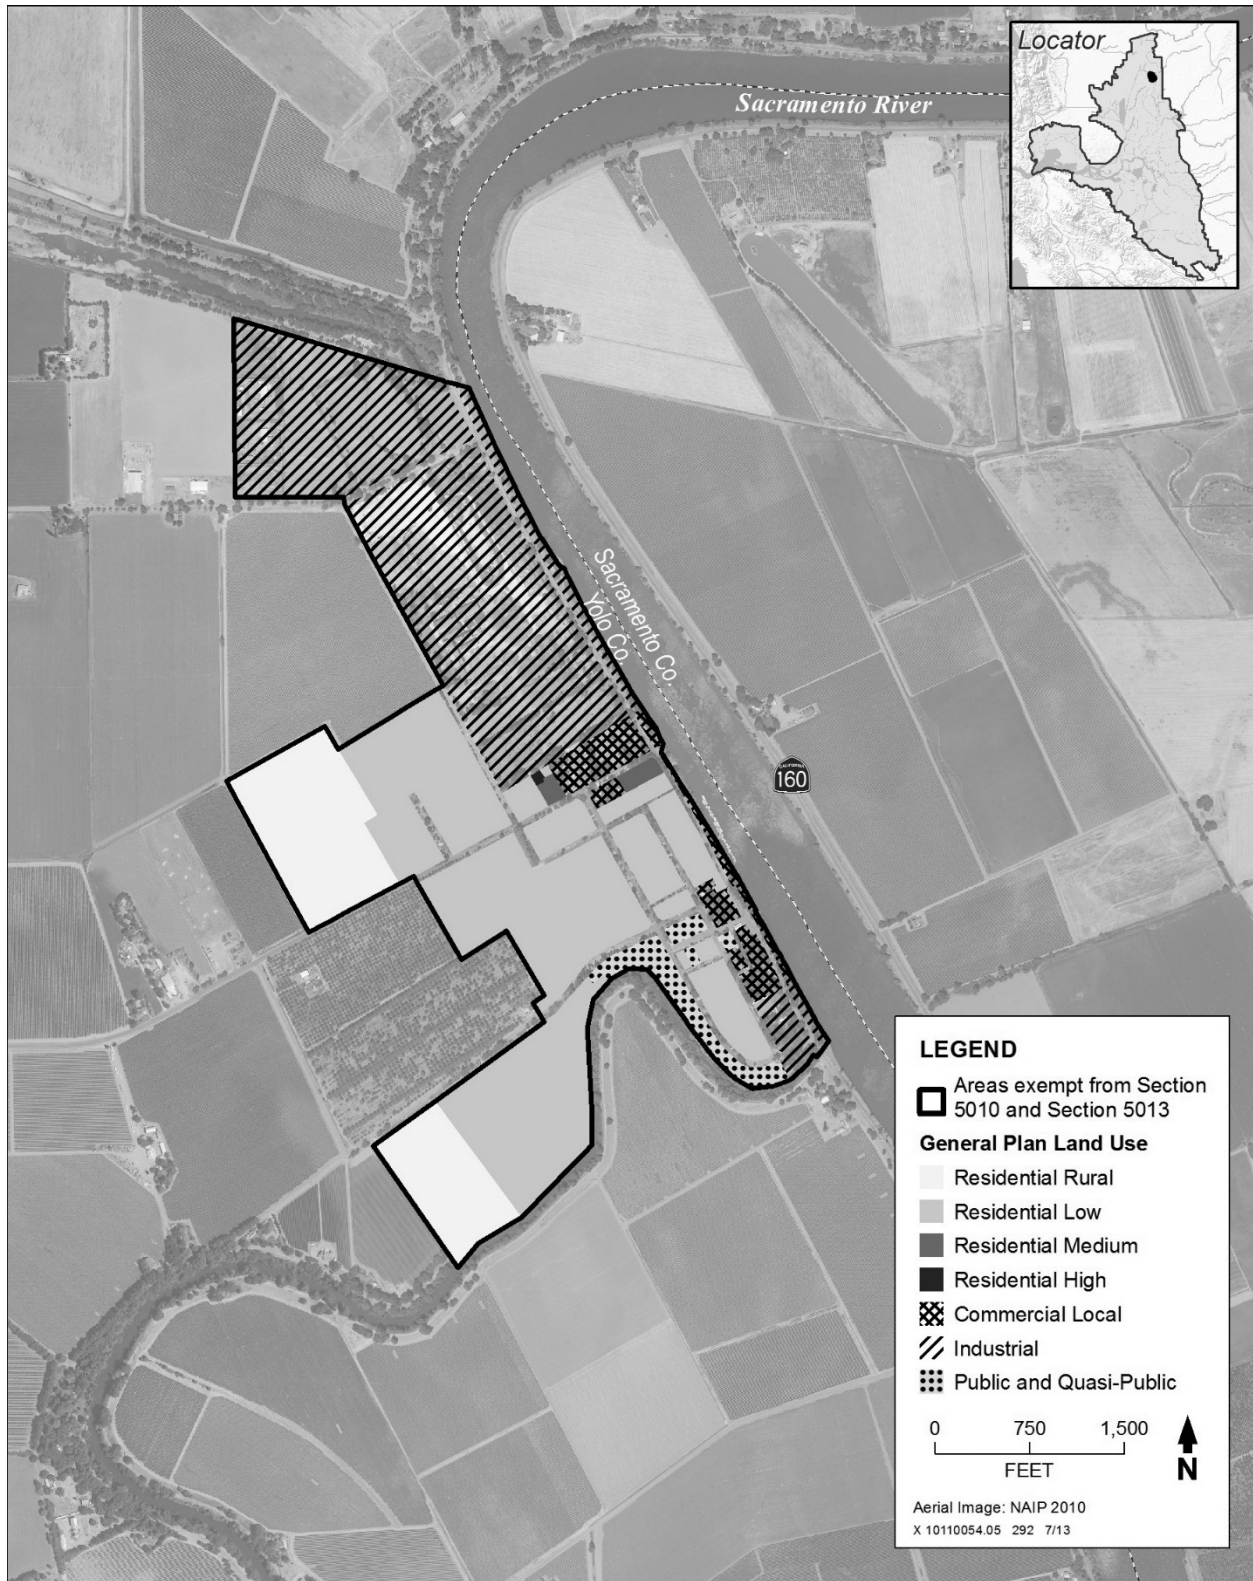 Locator
Sacramento River
Sacramento Co.
Yolo Co.
CALIFORNIA
160
LEGEND
Areas exempt from Section
5010 and Section 5013
General Plan Land Use
Residential Rural
Residential Low
Residential Medium
Residential High
Commercial Local
Industrial
Public and Quasi-Public
0 750 1,500
FEET
N
Aerial Image: NAIP 2010
X 10110054.05 292 7/13